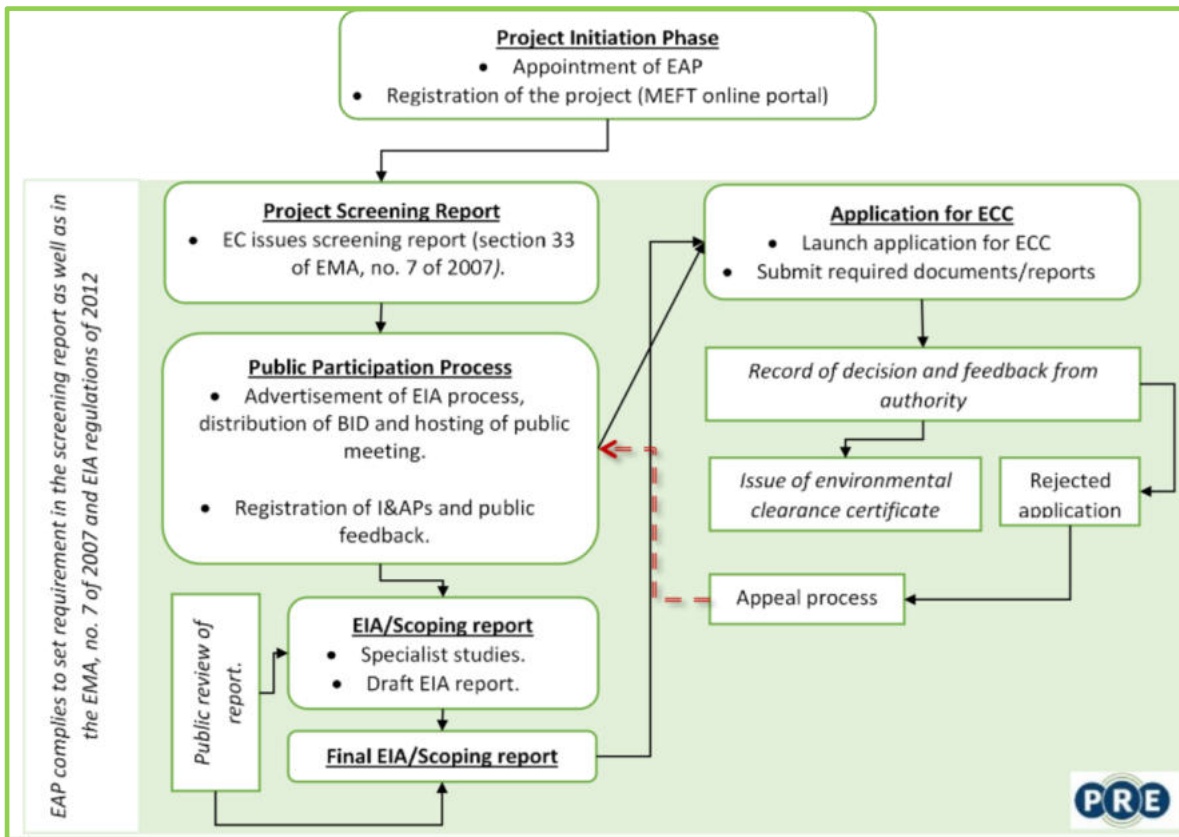 Project Initiation Phase
• Appointment of EAP
• Registration of the project (MEFT online portal)
EAP complies to set requirement in the screening report as well as in
the EMA, no. 7 of 2007 and EIA regulations of 2012
Project Screening Report
• EC issues screening report (section 33
of EMA, no. 7 of 2007).
Public Participation Process
• Advertisement of EIA process,
distribution of BID and hosting of public
meeting.
• Registration of I&APs and public
feedback.
Public review of
report.
EIA/Scoping report
• Specialist studies.
• Draft EIA report.
Final EIA/Scoping report
Application for ECC
• Launch application for ECC
• Submit required documents/reports
Record of decision and feedback from
authority
Issue of environmental
clearance certificate
Rejected
application
Appeal process
PRE